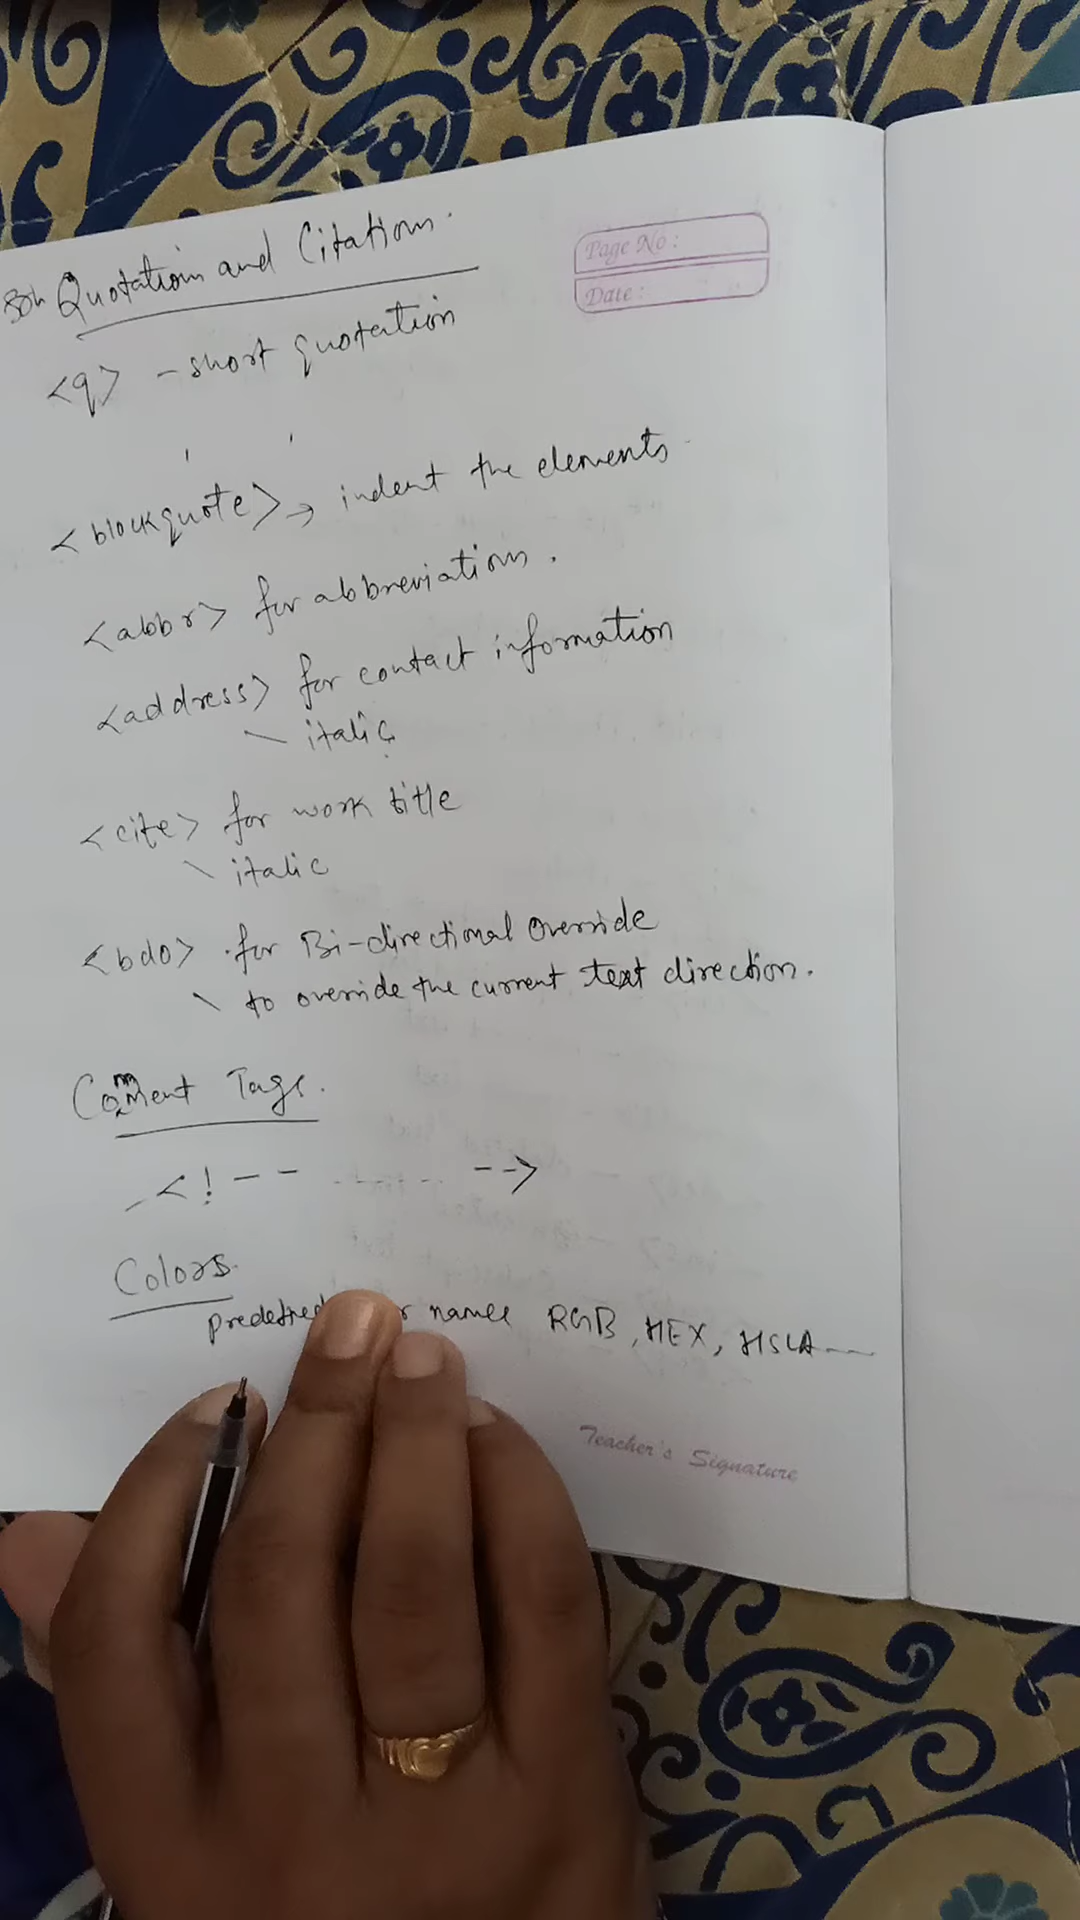 Quotation and Citation.
Page No :
Date :
<q> - short quotation
<blockquote> → indent the elements
<abbr> for abbreviations.
<address> for contact information
- italic
<cite> for work title
- italic
<bdo> for Bi-directional Override
to override the current text direction.
Comment Tags.
<!-- ------ -->
Colors.
names RGB, HEX, HSLA----
Teacher's Signature